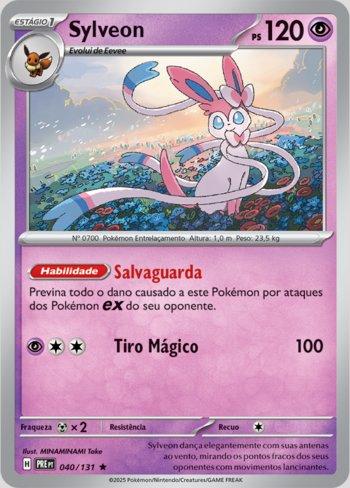 ESTÁGIO 1
Sylveon
PS 120
Evolui de Eevee
Nº 0700 Pokémon Entrelaçamento Altura: 1,0 m Peso: 23,5 kg
Habilidade Salvaguarda
Previna todo o dano causado a este Pokémon por ataques
dos Pokémon ex do seu oponente.
Tiro Mágico 100
Fraqueza ×2 Resistência Recuo
Sylveon dança elegantemente com suas antenas
ao vento, mirando os pontos fracos dos seus
oponentes com movimentos lancinantes.
Ilust. MINAMINAMI Take
H PRE PT 040/131 ★
©2025 Pokémon/Nintendo/Creatures/GAME FREAK